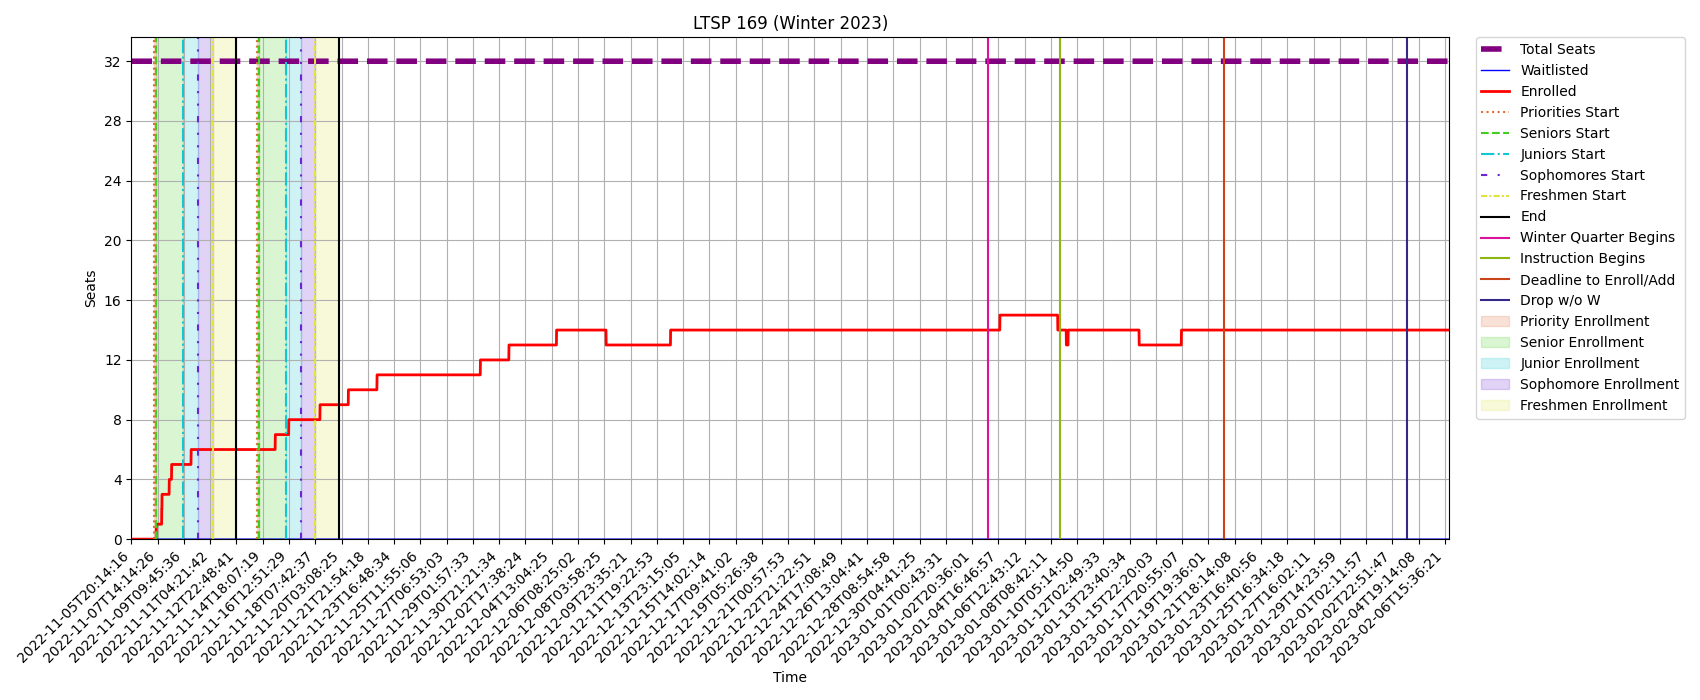 LTSP 169 (Winter 2023)
Seats
32
28
24
20
16
12
8
4
0
2022-11-05T20:14:16
2022-11-07T14:14:26
2022-11-09T09:45:36
2022-11-11T04:21:42
2022-11-12T22:48:41
2022-11-14T18:07:19
2022-11-16T12:51:29
2022-11-18T07:42:37
2022-11-20T03:08:25
2022-11-21T21:54:18
2022-11-23T16:48:34
2022-11-25T11:55:06
2022-11-27T06:53:03
2022-11-29T01:57:33
2022-11-30T21:21:34
2022-12-02T17:38:24
2022-12-04T13:04:25
2022-12-06T08:25:02
2022-12-08T03:58:25
2022-12-09T23:35:21
2022-12-11T19:22:53
2022-12-13T23:15:05
2022-12-15T14:02:14
2022-12-17T09:41:02
2022-12-19T05:26:38
2022-12-21T00:57:53
2022-12-22T21:22:51
2022-12-24T17:08:49
2022-12-26T13:04:41
2022-12-28T08:54:58
2022-12-30T04:41:25
2023-01-01T00:43:31
2023-01-02T20:36:01
2023-01-04T16:46:57
2023-01-06T12:43:12
2023-01-08T08:42:11
2023-01-10T05:14:50
2023-01-12T02:49:33
2023-01-13T23:40:34
2023-01-15T22:20:03
2023-01-17T20:55:07
2023-01-19T19:36:01
2023-01-21T18:14:08
2023-01-23T16:40:56
2023-01-25T16:34:18
2023-01-27T16:02:11
2023-01-29T14:23:59
2023-02-01T02:11:57
2023-02-02T22:51:47
2023-02-04T19:14:08
2023-02-06T15:36:21
Time
Total Seats
Waitlisted
Enrolled
Priorities Start
Seniors Start
Juniors Start
Sophomores Start
Freshmen Start
End
Winter Quarter Begins
Instruction Begins
Deadline to Enroll/Add
Drop w/o W
Priority Enrollment
Senior Enrollment
Junior Enrollment
Sophomore Enrollment
Freshmen Enrollment